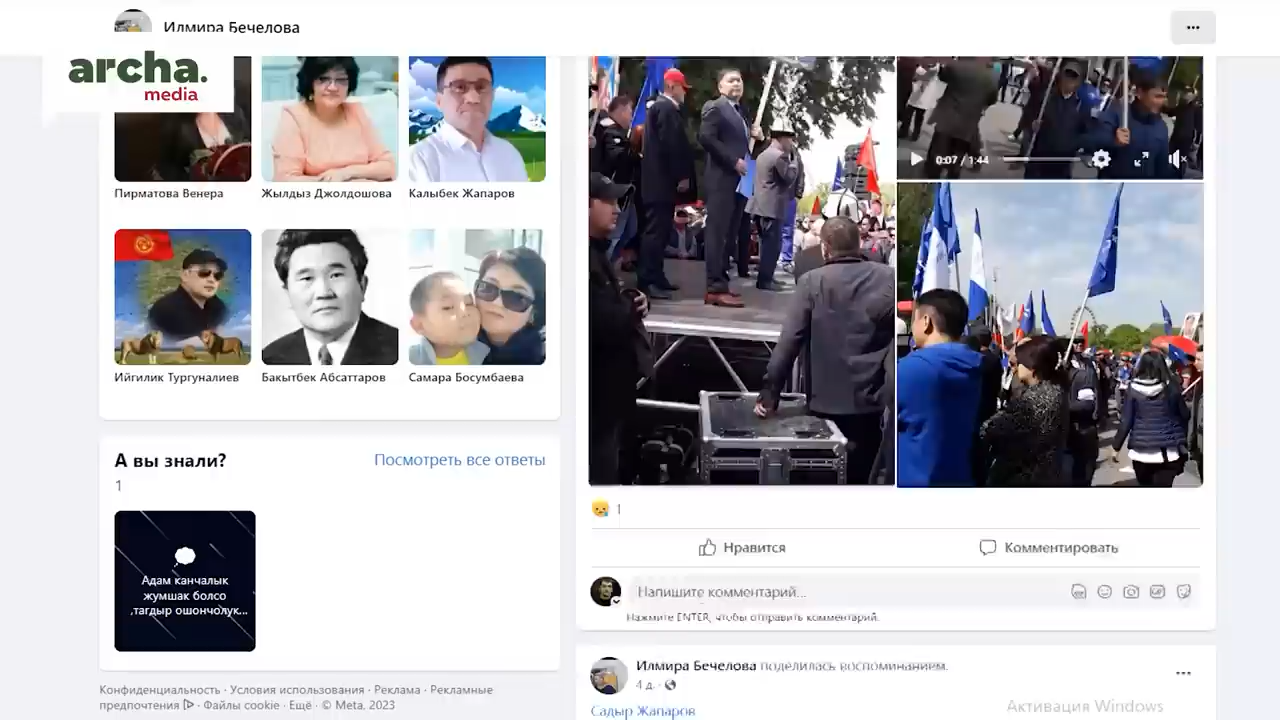 Илмира Бечелова
archa.
media
Пирматова Венера
Жылдыз Джолдошова
Калыбек Жапаров
Ийгилик Тургуналиев
Бакытбек Абсаттаров
Самара Босумбаева
А вы знали?
Посмотреть все ответы
1
Адам канчалык
жумшак болсо
,тагдыр ошончолук...
Конфиденциальность · Условия использования · Реклама · Рекламные
предпочтения · Файлы cookie · Ещё · © Meta, 2023
0:07 / 1:44
1
Нравится
Комментировать
Напишите комментарий...
Нажмите ENTER, чтобы отправить комментарий.
Илмира Бечелова поделилась воспоминанием.
4 д. ·
Садыр Жапаров
Активация Windows